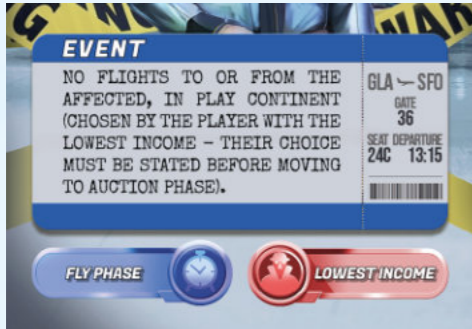 EVENT
NO FLIGHTS TO OR FROM THE
AFFECTED, IN PLAY CONTINENT
(CHOSEN BY THE PLAYER WITH THE
LOWEST INCOME – THEIR CHOICE
MUST BE STATED BEFORE MOVING
TO AUCTION PHASE).
GLA SFO
GATE
36
SEAT DEPARTURE
24C 13:15
FLY PHASE
LOWEST INCOME